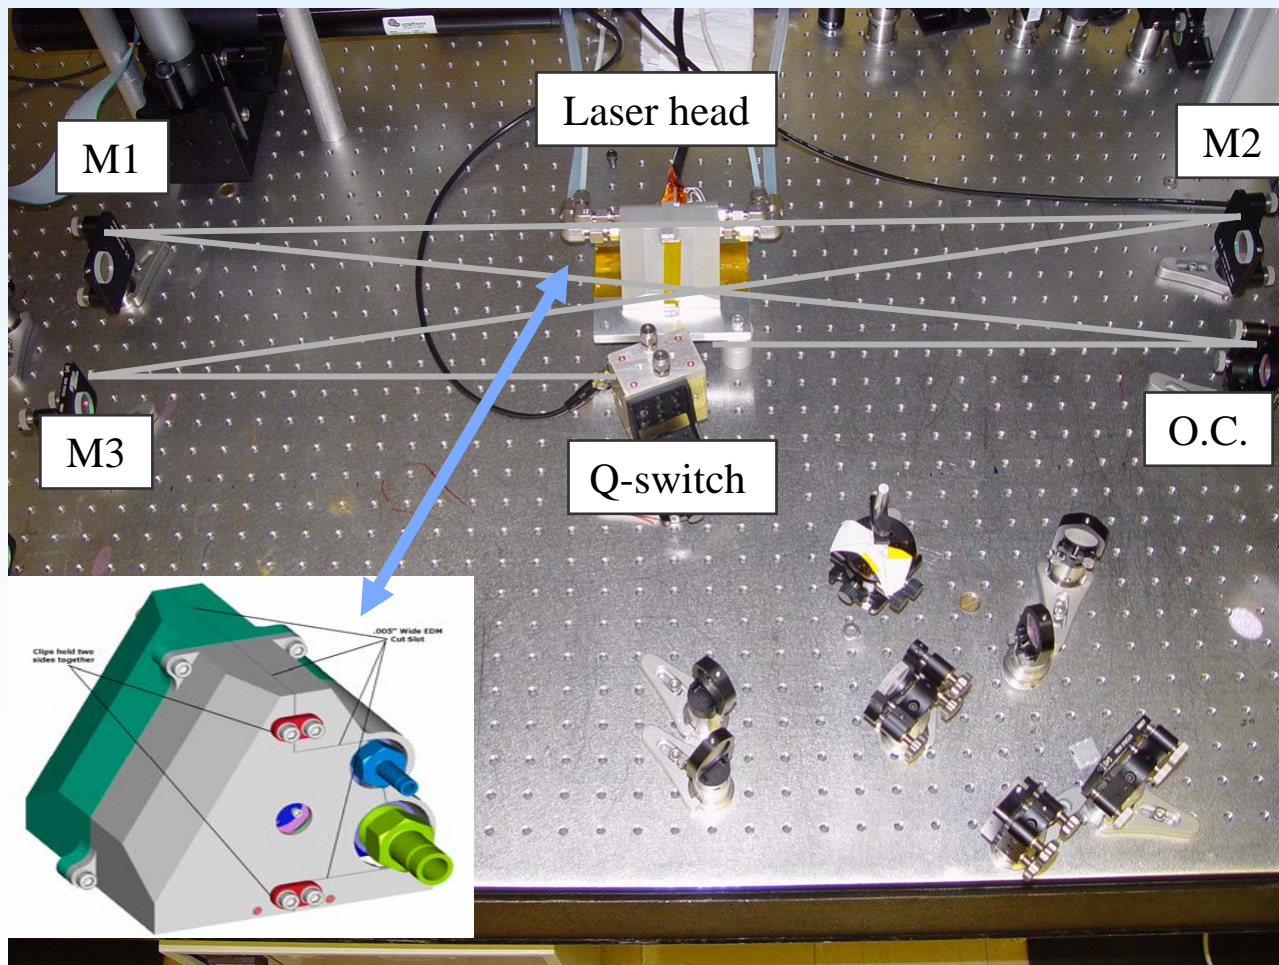 Laser head
M1
M2
M3
O.C.
Q-switch
.005" Wide EDM
Cut Slot
Clips hold two
sides together